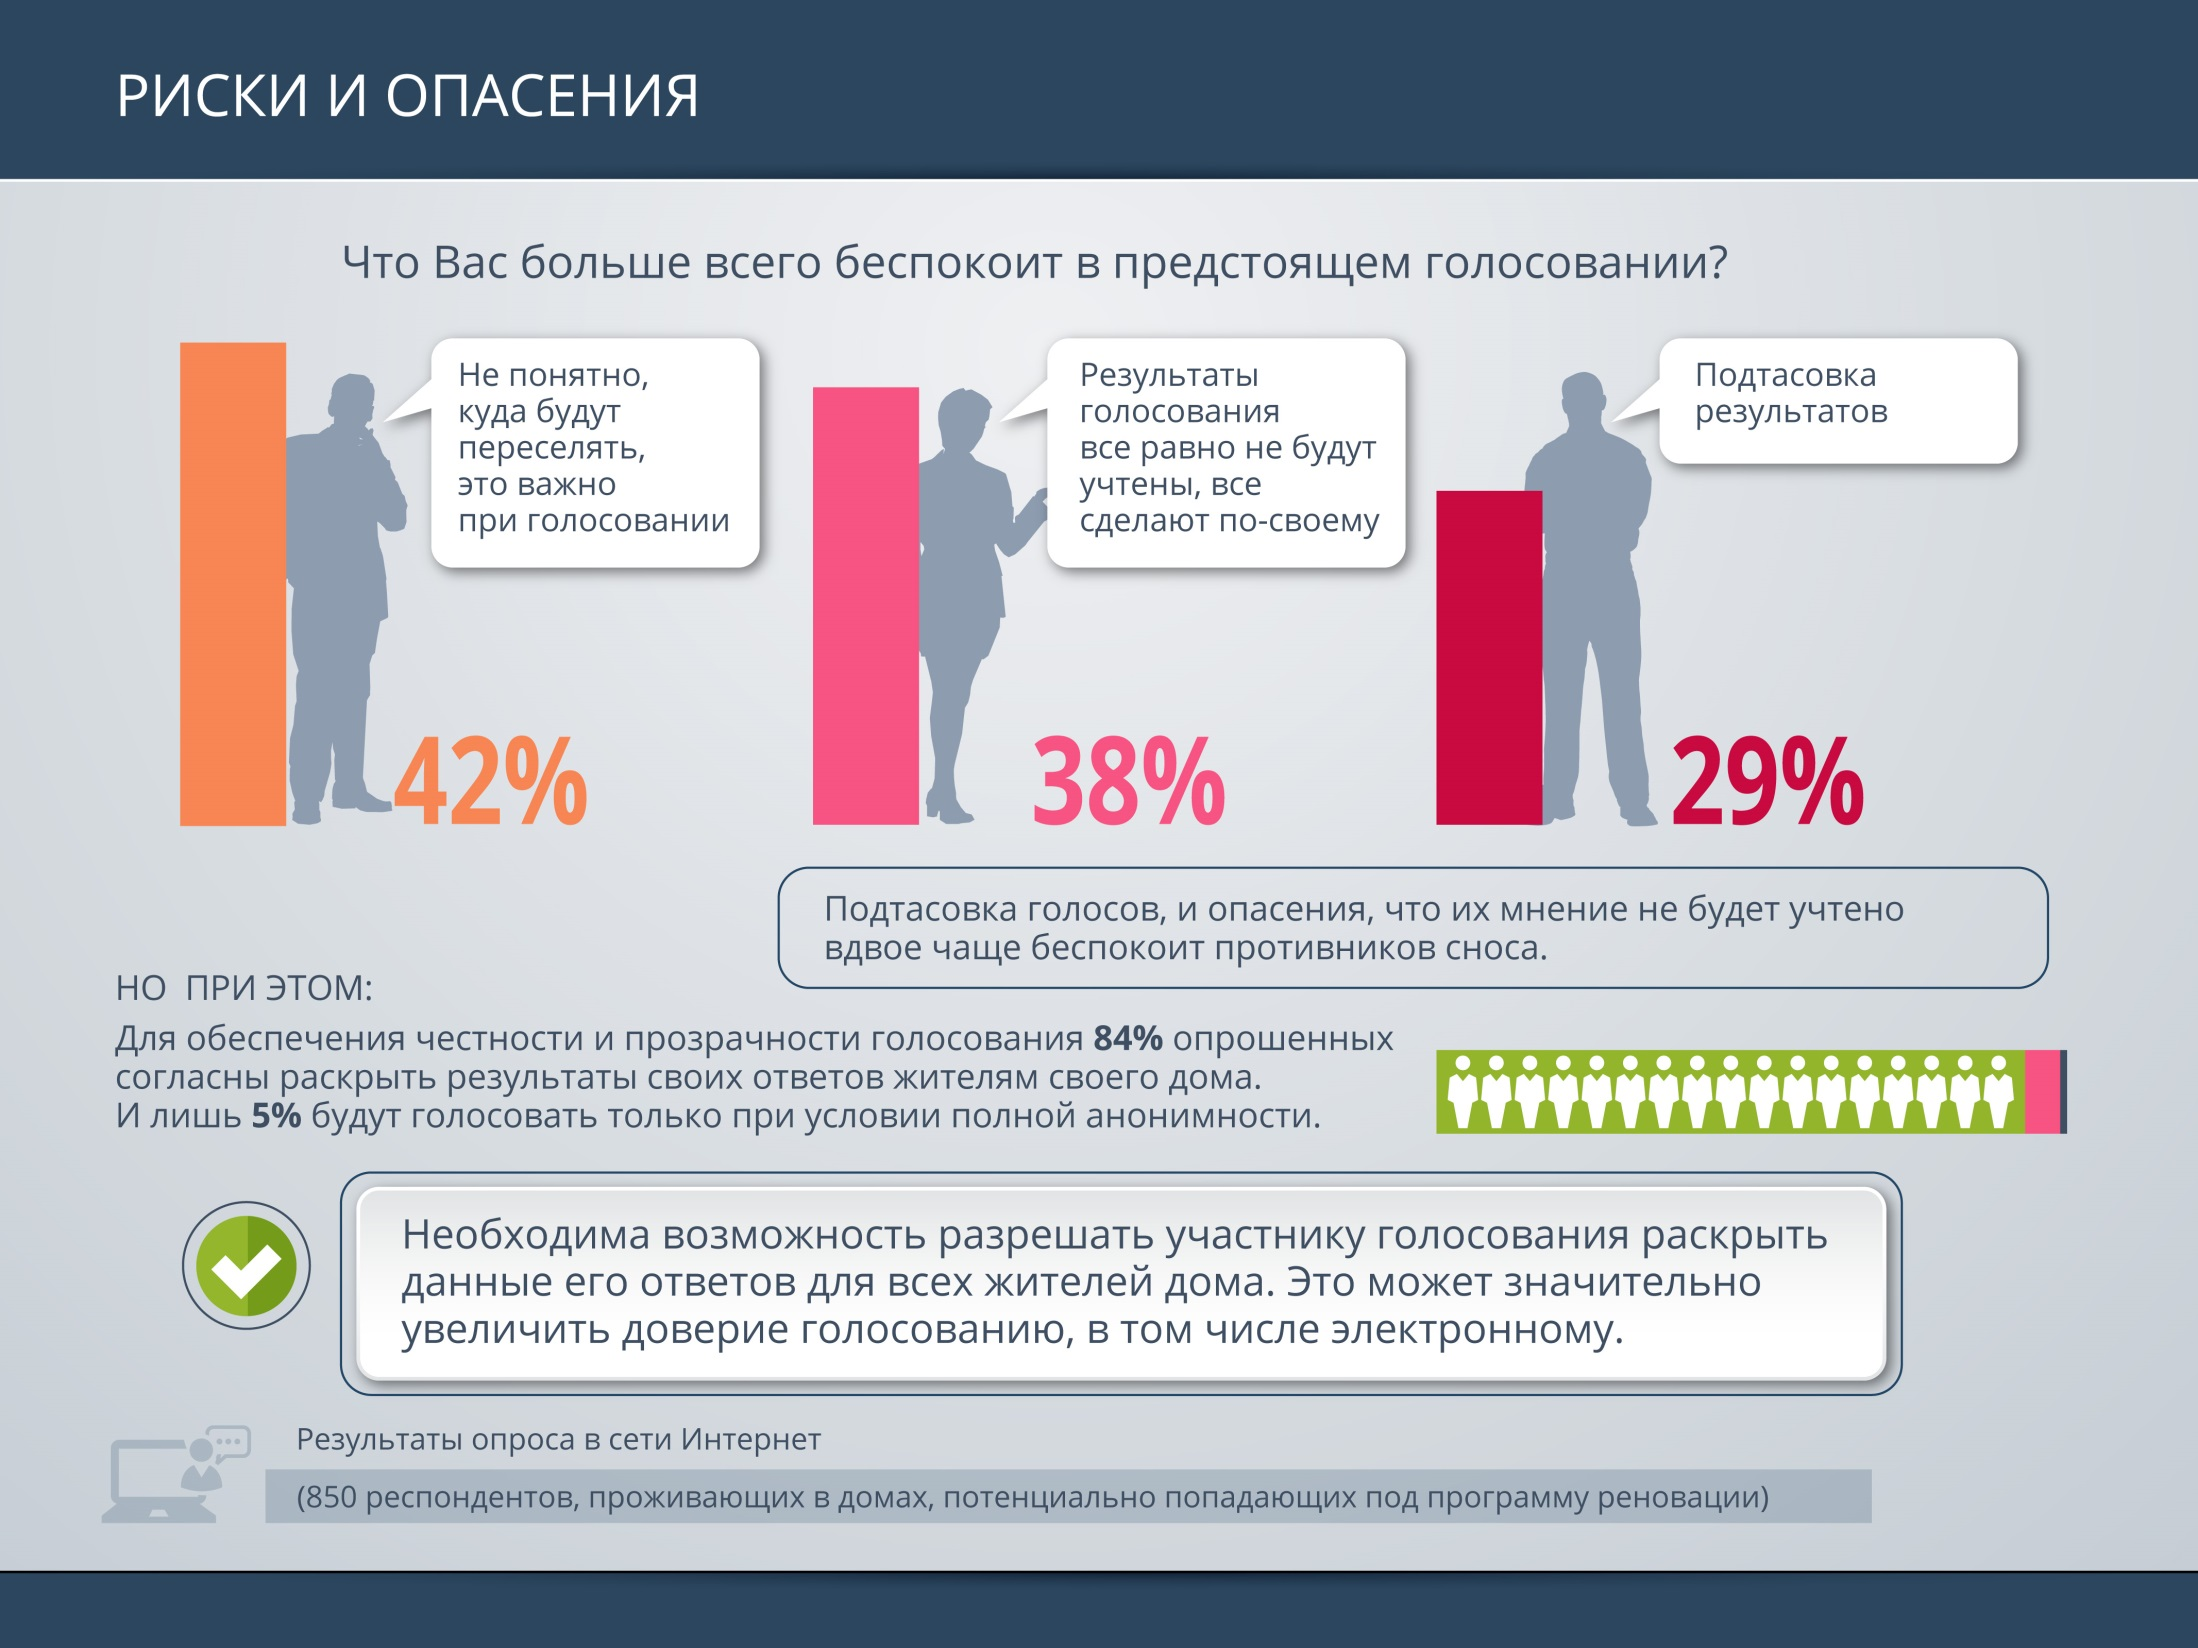 РИСКИ И ОПАСЕНИЯ
Что Вас больше всего беспокоит в предстоящем голосовании?
Не понятно,
куда будут
переселять,
это важно
при голосовании
42%
Результаты
голосования
все равно не будут
учтены, все
сделают по-своему
38%
Подтасовка
результатов
29%
Подтасовка голосов, и опасения, что их мнение не будет учтено
вдвое чаще беспокоит противников сноса.
НО ПРИ ЭТОМ:
Для обеспечения честности и прозрачности голосования 84% опрошенных
согласны раскрыть результаты своих ответов жителям своего дома.
И лишь 5% будут голосовать только при условии полной анонимности.
Необходима возможность разрешать участнику голосования раскрыть
данные его ответов для всех жителей дома. Это может значительно
увеличить доверие голосованию, в том числе электронному.
Результаты опроса в сети Интернет
(850 респондентов, проживающих в домах, потенциально попадающих под программу реновации)